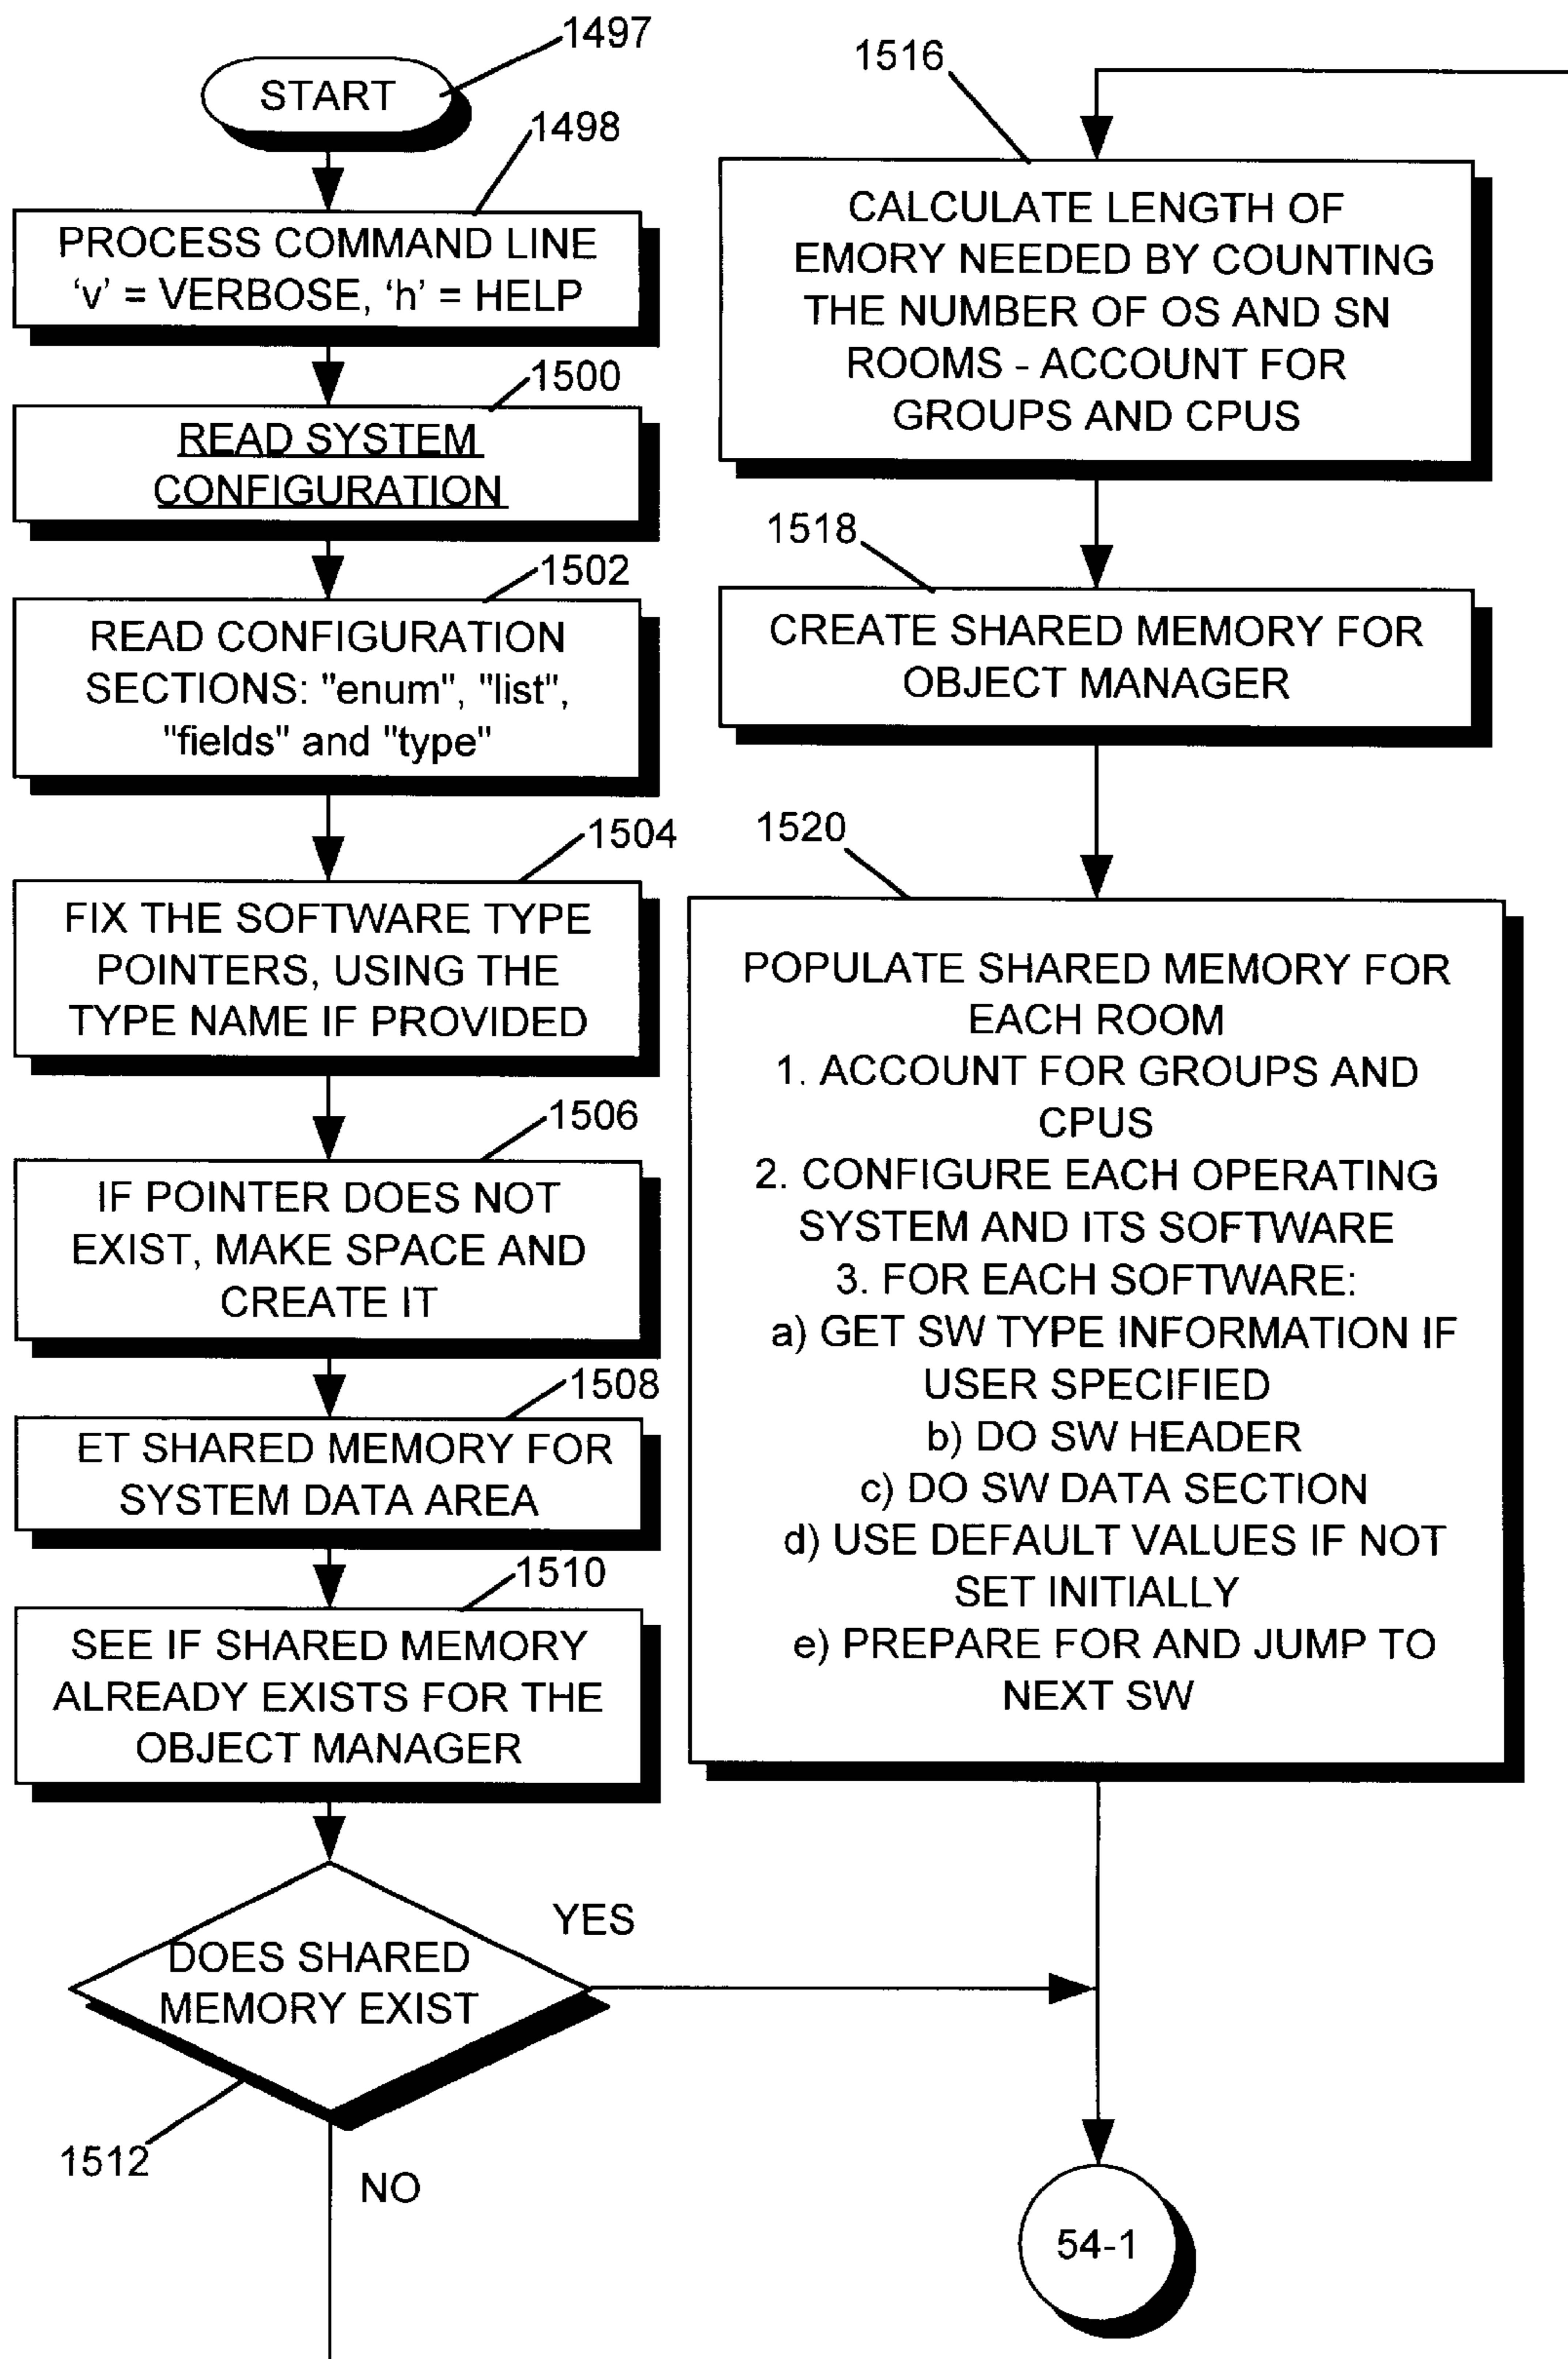 1497
START
1498
PROCESS COMMAND LINE
‘v’ = VERBOSE, ‘h’ = HELP
1500
READ SYSTEM
CONFIGURATION
1502
READ CONFIGURATION
SECTIONS: "enum", "list",
"fields" and "type"
1504
FIX THE SOFTWARE TYPE
POINTERS, USING THE
TYPE NAME IF PROVIDED
1506
IF POINTER DOES NOT
EXIST, MAKE SPACE AND
CREATE IT
1508
ET SHARED MEMORY FOR
SYSTEM DATA AREA
1510
SEE IF SHARED MEMORY
ALREADY EXISTS FOR THE
OBJECT MANAGER
DOES SHARED
MEMORY EXIST
YES
1512
NO
1516
CALCULATE LENGTH OF
EMORY NEEDED BY COUNTING
THE NUMBER OF OS AND SN
ROOMS - ACCOUNT FOR
GROUPS AND CPUS
1518
CREATE SHARED MEMORY FOR
OBJECT MANAGER
1520
POPULATE SHARED MEMORY FOR
EACH ROOM
1. ACCOUNT FOR GROUPS AND
CPUS
2. CONFIGURE EACH OPERATING
SYSTEM AND ITS SOFTWARE
3. FOR EACH SOFTWARE:
a) GET SW TYPE INFORMATION IF
USER SPECIFIED
b) DO SW HEADER
c) DO SW DATA SECTION
d) USE DEFAULT VALUES IF NOT
SET INITIALLY
e) PREPARE FOR AND JUMP TO
NEXT SW
54-1